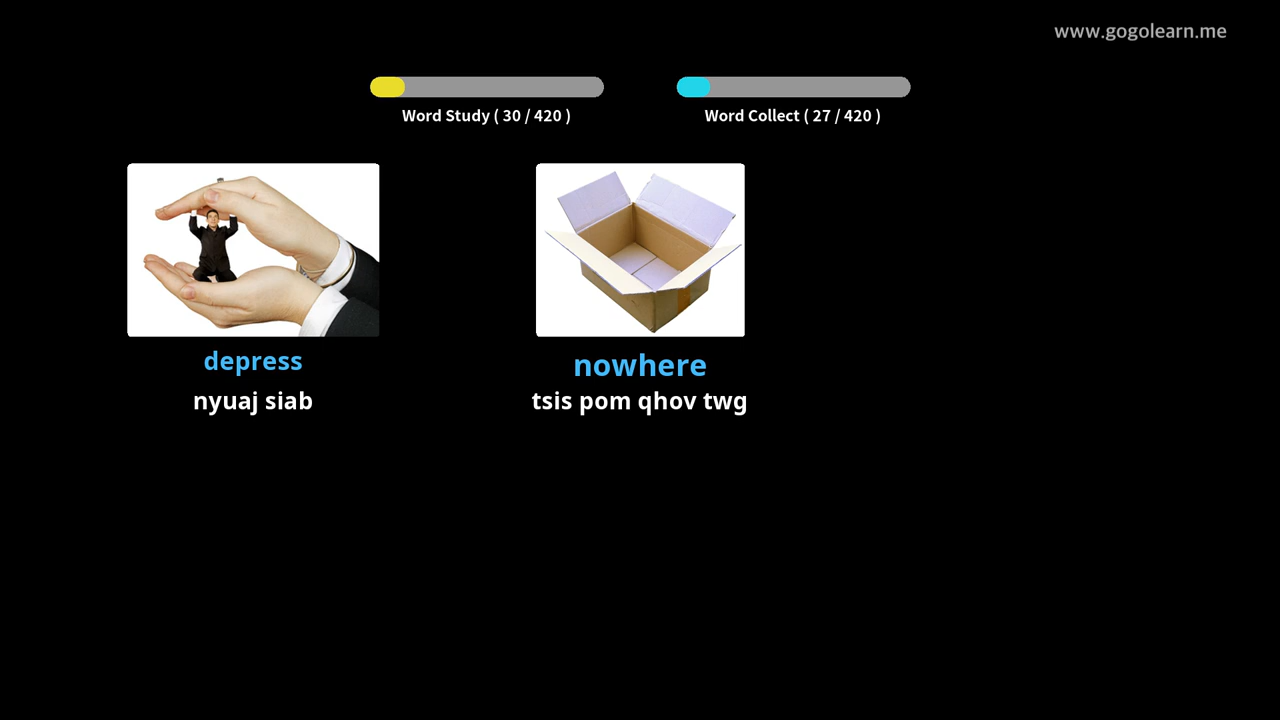 www.gogolearn.me
Word Study ( 30 / 420 )
Word Collect ( 27 / 420 )
depress
nyuaj siab
nowhere
tsis pom qhov twg